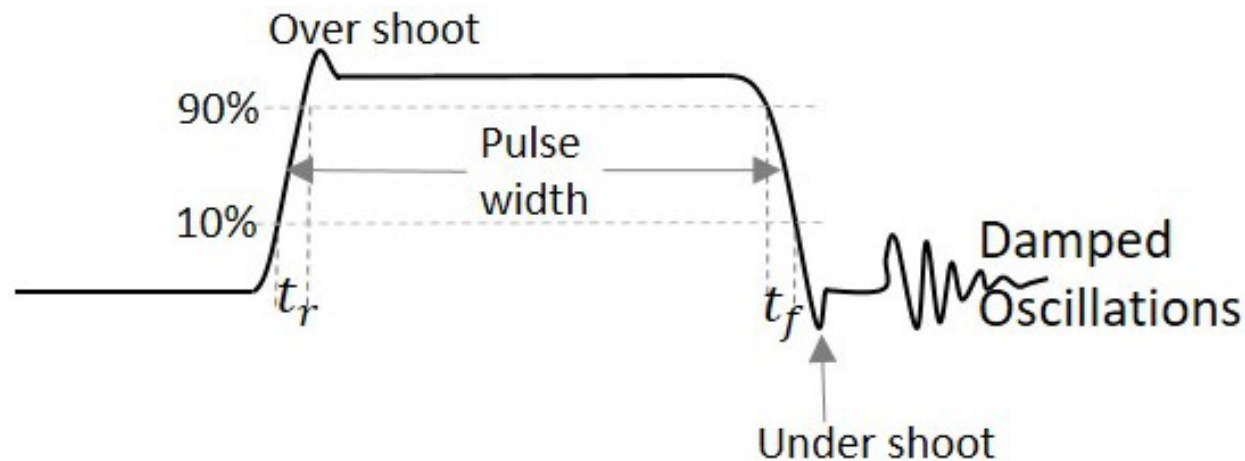 Over shoot
90%
Pulse
width
10%
Damped
Oscillations
t_r
t_f
Under shoot